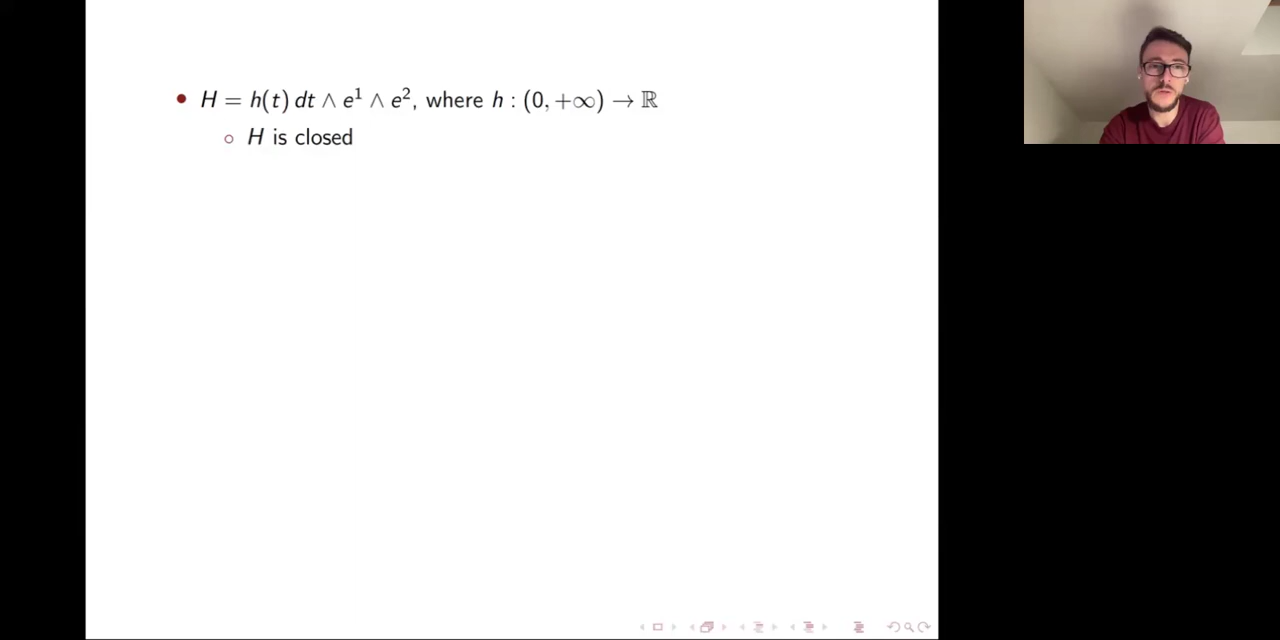 • H = h(t) dt ∧ e¹ ∧ e², where h : (0, +∞) → ℝ
○ H is closed